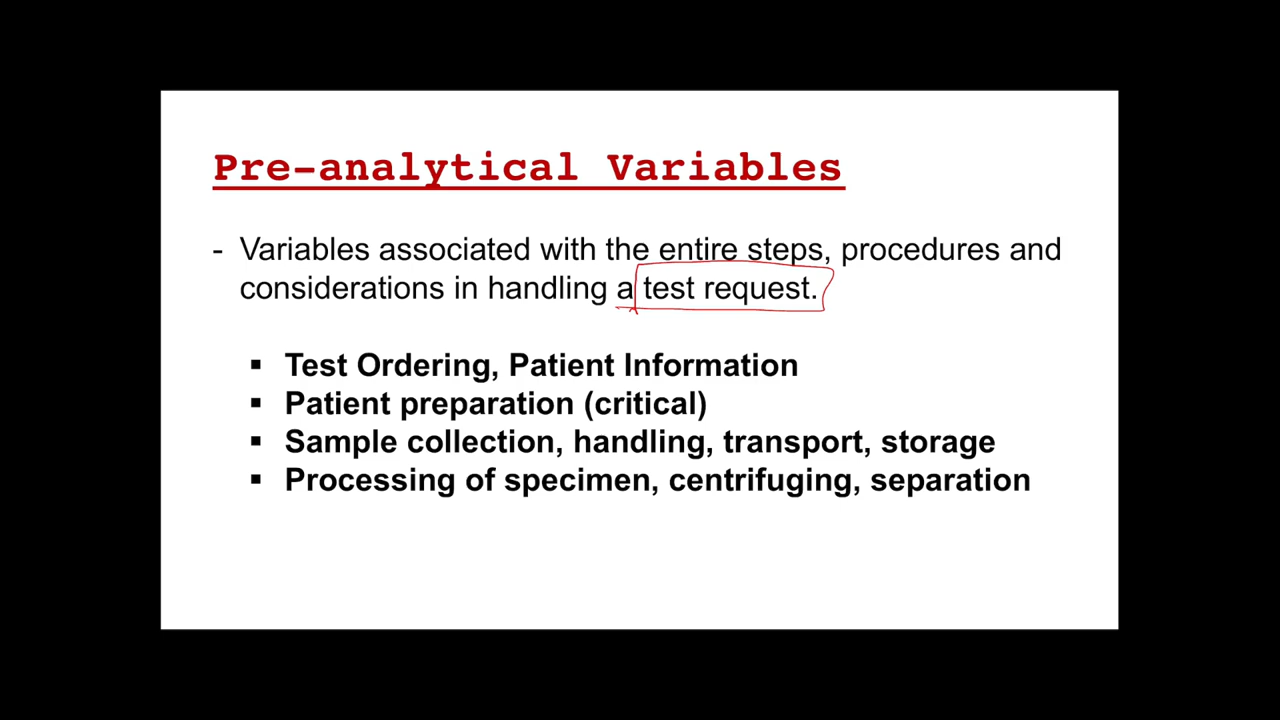 Pre-analytical Variables
- Variables associated with the entire steps, procedures and
considerations in handling a test request.
▪ Test Ordering, Patient Information
▪ Patient preparation (critical)
▪ Sample collection, handling, transport, storage
▪ Processing of specimen, centrifuging, separation